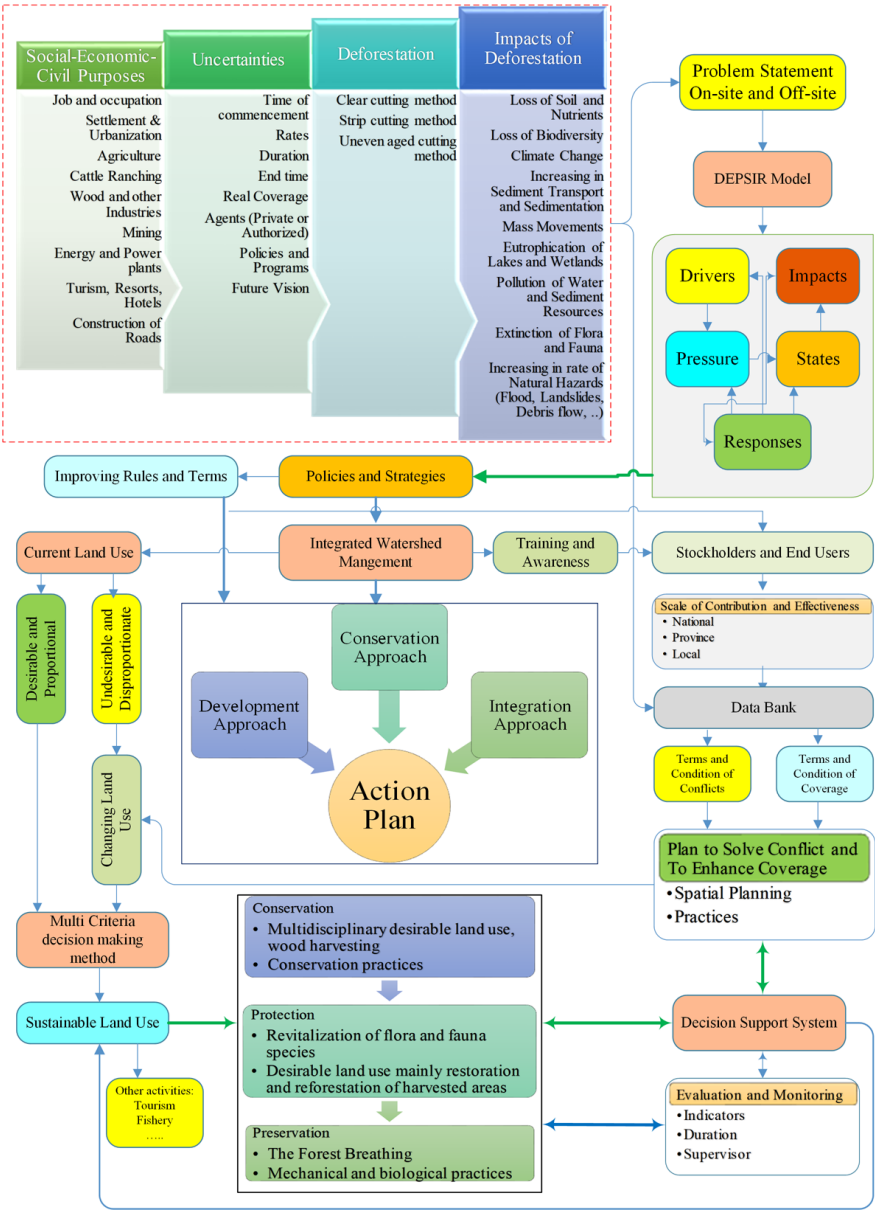 Social-Economic-
Civil Purposes
Job and occupation
Settlement &
Urbanization
Agriculture
Cattle Ranching
Wood and other
Industries
Mining
Energy and Power
plants
Turism, Resorts,
Hotels
Construction of
Roads
Uncertainties
Time of
commencement
Rates
Duration
End time
Real Coverage
Agents (Private or
Authorized)
Policies and
Programs
Future Vision
Deforestation
Clear cutting method
Strip cutting method
Uneven aged cutting
method
Impacts of
Deforestation
Loss of Soil and
Nutrients
Loss of Biodiversity
Climate Change
Increasing in
Sediment Transport
and Sedimentation
Mass Movements
Eutrophication of
Lakes and Wetlands
Pollution of Water
and Sediment
Resources
Extinction of Flora
and Fauna
Increasing in rate of
Natural Hazards
(Flood, Landslides,
Debris flow, ..)
Problem Statement
On-site and Off-site
DEPSIR Model
Drivers
Impacts
Pressure
States
Responses
Improving Rules and Terms
Policies and Strategies
Current Land Use
Integrated Watershed
Mangement
Training and
Awareness
Stockholders and End Users
Desirable and
Proportional
Undesirable and
Disproportionate
Scale of Contribution and Effectiveness
• National
• Province
• Local
Conservation
Approach
Development
Approach
Integration
Approach
Action
Plan
Data Bank
Terms and
Condition of
Conflicts
Terms and
Condition of
Coverage
Changing Land
Use
Plan to Solve Conflict and
To Enhance Coverage
•Spatial Planning
•Practices
Multi Criteria
decision making
method
Conservation
• Multidisciplinary desirable land use,
wood harvesting
• Conservation practices
Sustainable Land Use
Protection
• Revitalization of flora and fauna
species
• Desirable land use mainly restoration
and reforestation of harvested areas
Decision Support System
Other activities:
Tourism
Fishery
…..
Preservation
• The Forest Breathing
• Mechanical and biological practices
Evaluation and Monitoring
•Indicators
•Duration
•Supervisor